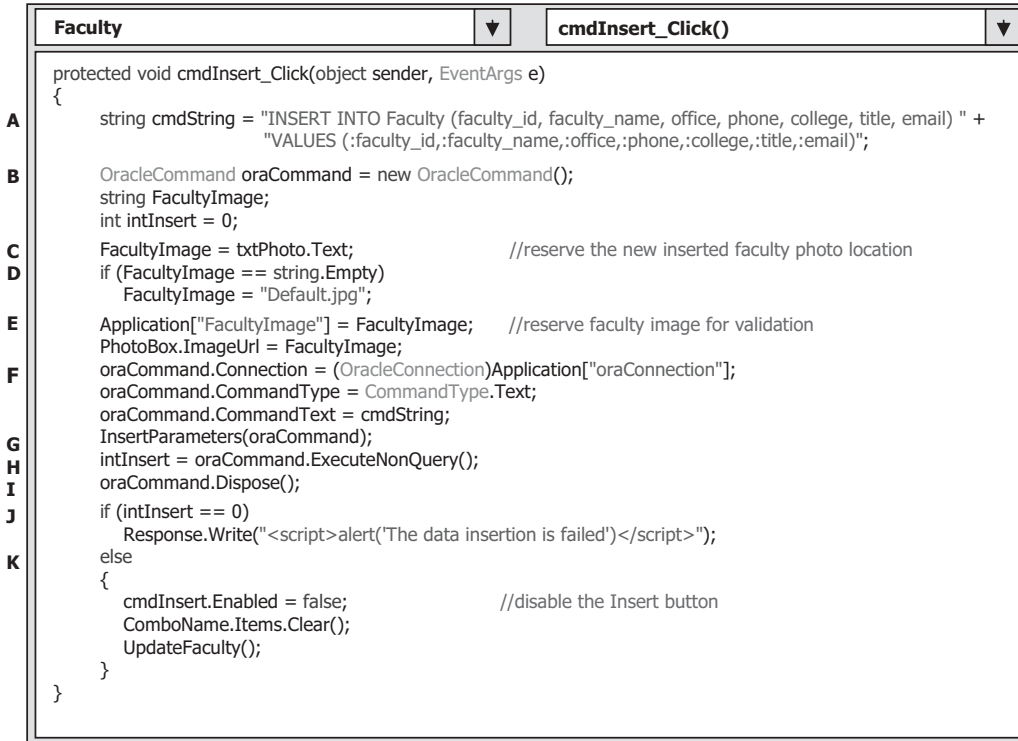 Faculty cmdInsert_Click()
protected void cmdInsert_Click(object sender, EventArgs e)
{
A string cmdString = "INSERT INTO Faculty (faculty_id, faculty_name, office, phone, college, title, email) " +
"VALUES (:faculty_id,:faculty_name,:office,:phone,:college,:title,:email)";
B OracleCommand oraCommand = new OracleCommand();
string FacultyImage;
int intInsert = 0;
C FacultyImage = txtPhoto.Text; //reserve the new inserted faculty photo location
D if (FacultyImage == string.Empty)
FacultyImage = "Default.jpg";
E Application["FacultyImage"] = FacultyImage; //reserve faculty image for validation
PhotoBox.ImageUrl = FacultyImage;
F oraCommand.Connection = (OracleConnection)Application["oraConnection"];
oraCommand.CommandType = CommandType.Text;
oraCommand.CommandText = cmdString;
G InsertParameters(oraCommand);
H intInsert = oraCommand.ExecuteNonQuery();
I oraCommand.Dispose();
J if (intInsert == 0)
Response.Write("<script>alert('The data insertion is failed')</script>");
K else
{
cmdInsert.Enabled = false; //disable the Insert button
ComboName.Items.Clear();
UpdateFaculty();
}
}